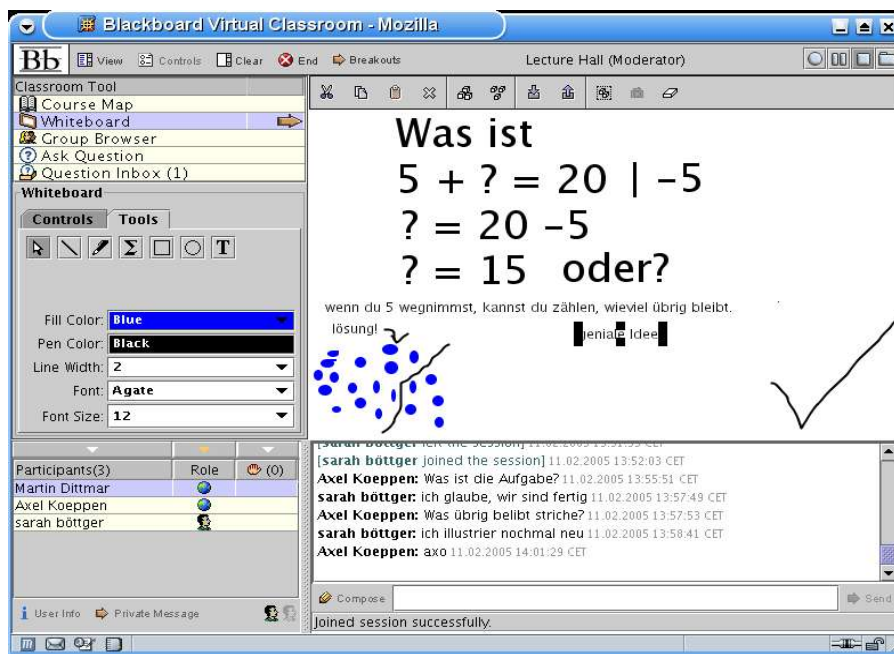 Blackboard Virtual Classroom - Mozilla
Bb View Controls Clear End Breakouts Lecture Hall (Moderator)
Classroom Tool
Course Map
Whiteboard
Group Browser
Ask Question
Question Inbox (1)
Whiteboard
Controls Tools
Σ T
Fill Color: Blue
Pen Color: Black
Line Width: 2
Font: Agate
Font Size: 12
Was ist
5 + ? = 20 | -5
? = 20 -5
? = 15 oder?
wenn du 5 wegnimmst, kannst du zählen, wieviel übrig bleibt.
lösung!
geniale Idee
Participants(3) Role (0)
Martin Dittmar
Axel Koeppen
sarah böttger
User Info Private Message
[sarah böttger left the session] 11.02.2005
[sarah böttger joined the session] 11.02.2005 13:52:03 CET
Axel Koeppen: Was ist die Aufgabe? 11.02.2005 13:55:51 CET
sarah böttger: ich glaube, wir sind fertig 11.02.2005 13:57:49 CET
Axel Koeppen: Was übrig belibt striche? 11.02.2005 13:57:53 CET
sarah böttger: ich illustrier nochmal neu 11.02.2005 13:58:41 CET
Axel Koeppen: axo 11.02.2005 14:01:29 CET
Compose Send
Joined session successfully.